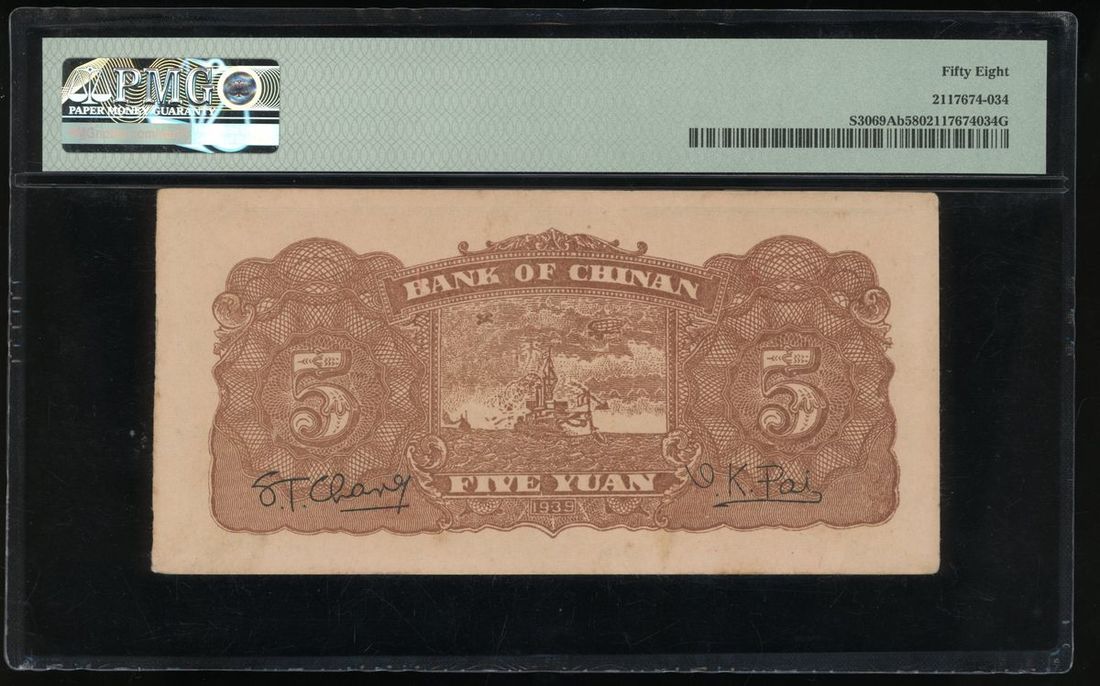 PMG
PAPER MONEY GUARANTY
Fifty Eight
2117674-034
S3069Ab5802117674034G
BANK OF CHINAN
5
5
S.T. Chang
V. K. Pai
FIVE YUAN
1939